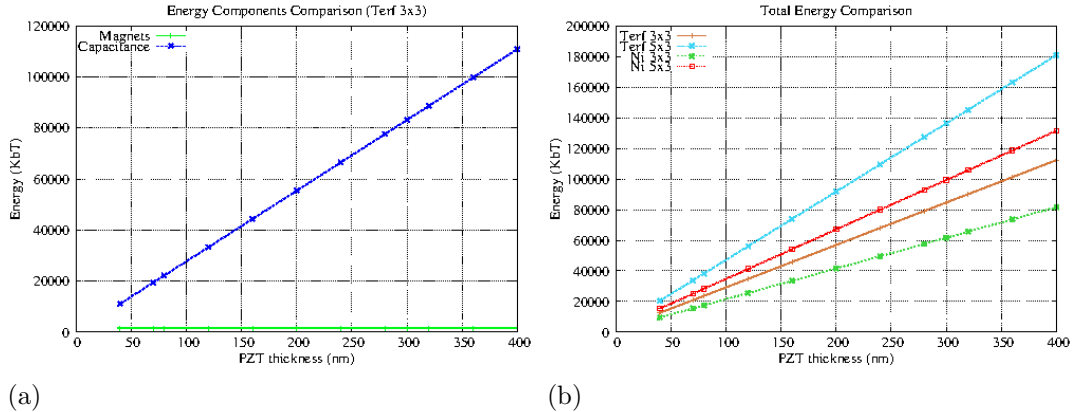 Energy Components Comparison (Terf 3x3)
120000
100000
80000
60000
40000
20000
0
Energy (KbT)
Magnets
Capacitance
0 50 100 150 200 250 300 350 400
PZT thickness (nm)
(a)
Total Energy Comparison
200000
180000
160000
140000
120000
100000
80000
60000
40000
20000
0
Energy (KbT)
Terf 3x3
Terf 5x3
Ni 3x3
Ni 5x3
0 50 100 150 200 250 300 350 400
PZT thickness (nm)
(b)